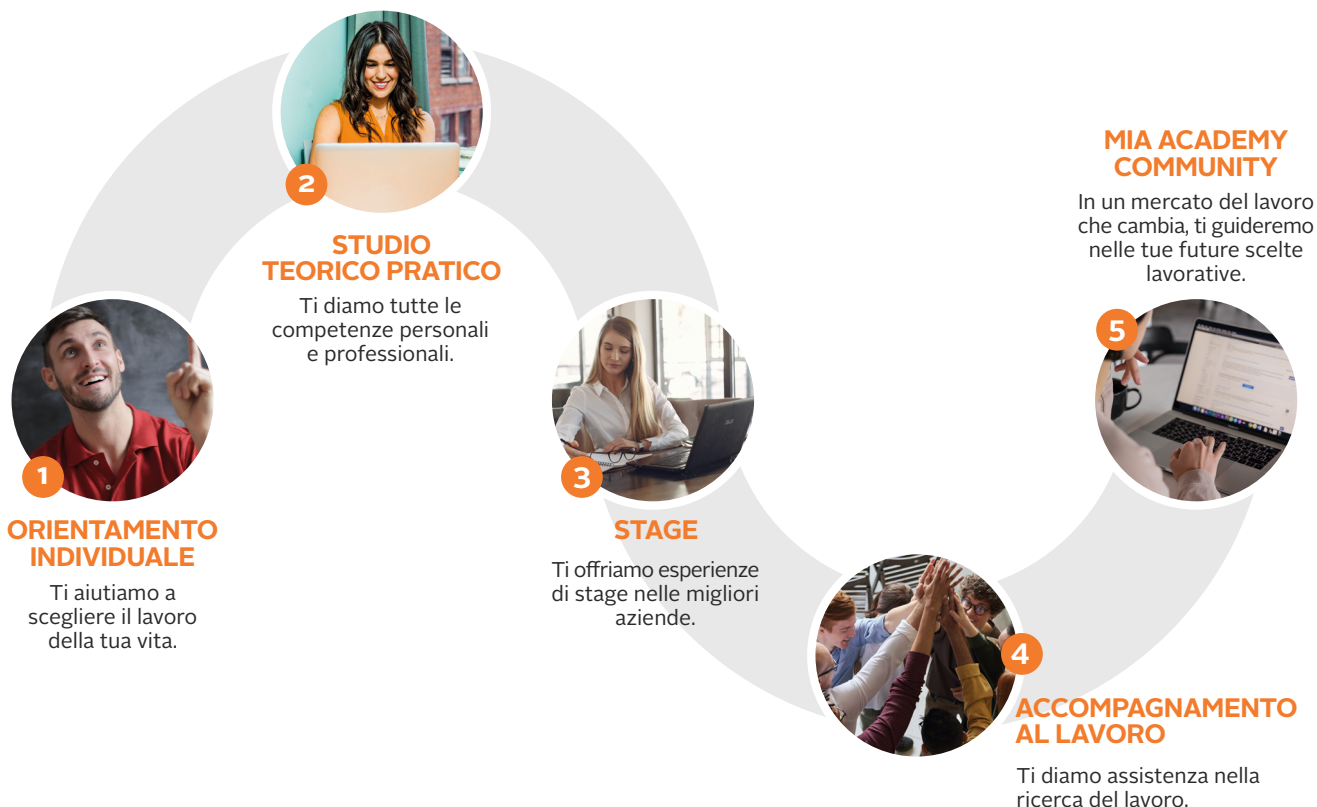 1
ORIENTAMENTO
INDIVIDUALE
Ti aiutiamo a
scegliere il lavoro
della tua vita.
2
STUDIO
TEORICO PRATICO
Ti diamo tutte le
competenze personali
e professionali.
3
STAGE
Ti offriamo esperienze
di stage nelle migliori
aziende.
4
ACCOMPAGNAMENTO
AL LAVORO
Ti diamo assistenza nella
ricerca del lavoro.
MIA ACADEMY
COMMUNITY
In un mercato del lavoro
che cambia, ti guideremo
nelle tue future scelte
lavorative.
5